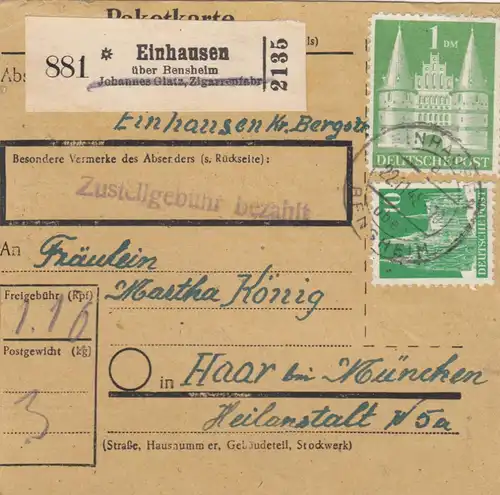 Paketkarte
881 * Einhausen 2135
über Bensheim
Johannes Glatz, Zigarrenfabr.
1 DM
DEUTSCHE POST
Einhausen Kr. Bergstr.
Besondere Vermerke des Absenders (s. Rückseite):
Zustellgebühr bezahlt
BENSHEIM
DEUTSCHE POST
An Fräulein
Martha König
Freigebühr (Rpf)
1.16
Postgewicht (kg)
3
in Haar bei München
Heilanstalt № 5a
(Straße, Hausnummer, Gebäudeteil, Stockwerk)